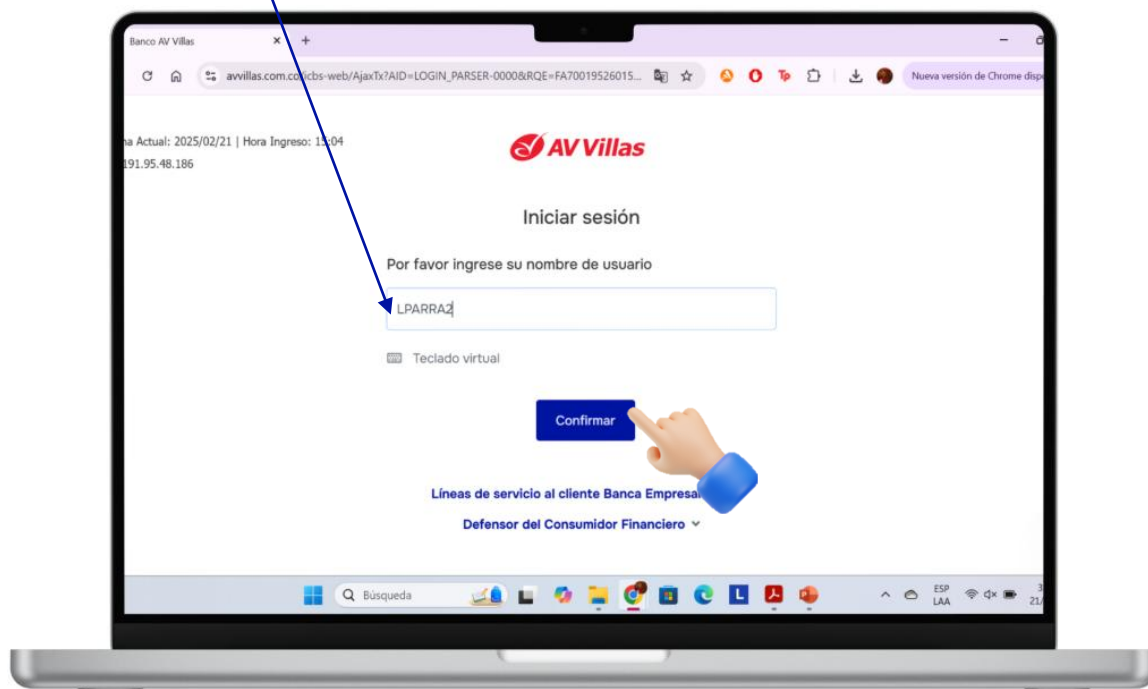 Banco AV Villas
avvillas.com.co/icbs-web/AjaxTx?AID=LOGIN_PARSER-0000&RQE=FA70019526015...
Nueva versión de Chrome disp
Actual: 2025/02/21 | Hora Ingreso: 15:04
191.95.48.186
AV Villas
Iniciar sesión
Por favor ingrese su nombre de usuario
LPARRA2
Teclado virtual
Confirmar
Líneas de servicio al cliente Banca Empresa
Defensor del Consumidor Financiero
Búsqueda
ESP
LAA
21/